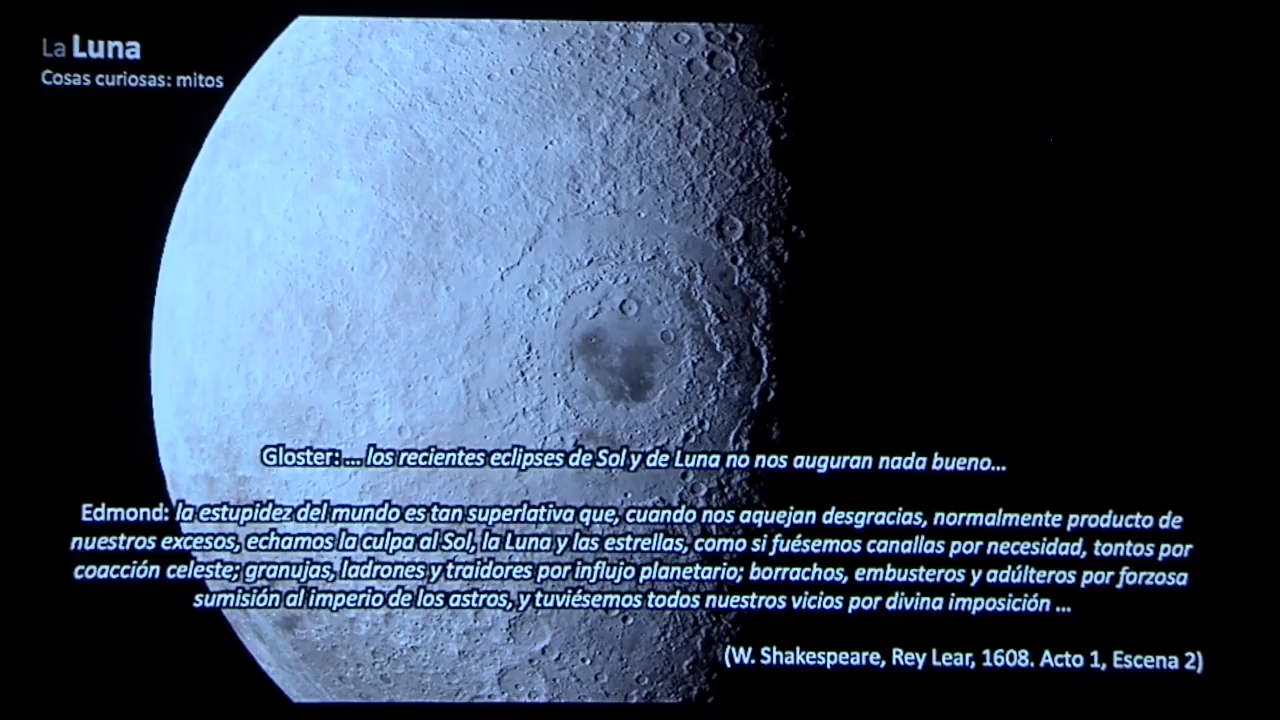 La Luna
Cosas curiosas: mitos
Gloster: ... los recientes eclipses de Sol y de Luna no nos auguran nada bueno...
Edmond: la estupidez del mundo es tan superlativa que, cuando nos aquejan desgracias, normalmente producto de
nuestros excesos, echamos la culpa al Sol, la Luna y las estrellas, como si fuésemos canallas por necesidad, tontos por
coacción celeste; granujas, ladrones y traidores por influjo planetario; borrachos, embusteros y adúlteros por forzosa
sumisión al imperio de los astros, y tuviésemos todos nuestros vicios por divina imposición ...
(W. Shakespeare, Rey Lear, 1608. Acto 1, Escena 2)